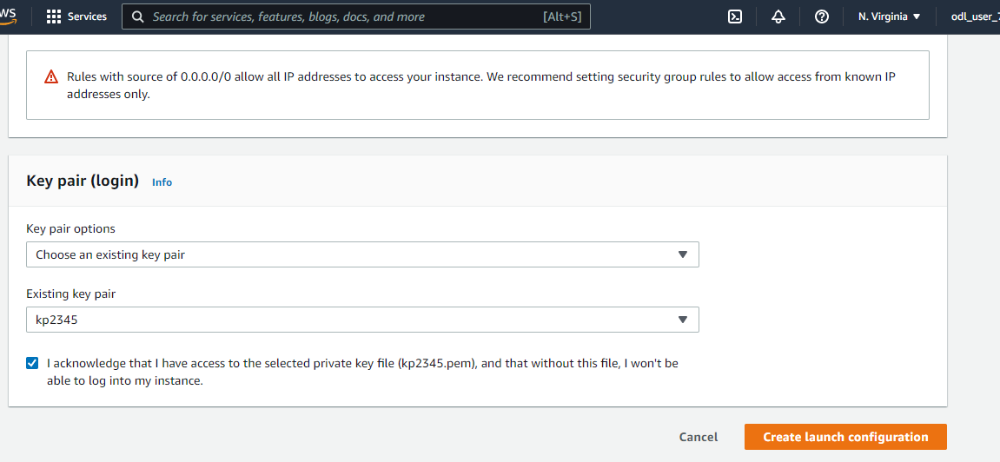 WS
Services
Search for services, features, blogs, docs, and more
[Alt+S]
N. Virginia
odl_user_7
Rules with source of 0.0.0.0/0 allow all IP addresses to access your instance. We recommend setting security group rules to allow access from known IP
addresses only.
Key pair (login)
Info
Key pair options
Choose an existing key pair
Existing key pair
kp2345
I acknowledge that I have access to the selected private key file (kp2345.pem), and that without this file, I won't be
able to log into my instance.
Cancel
Create launch configuration